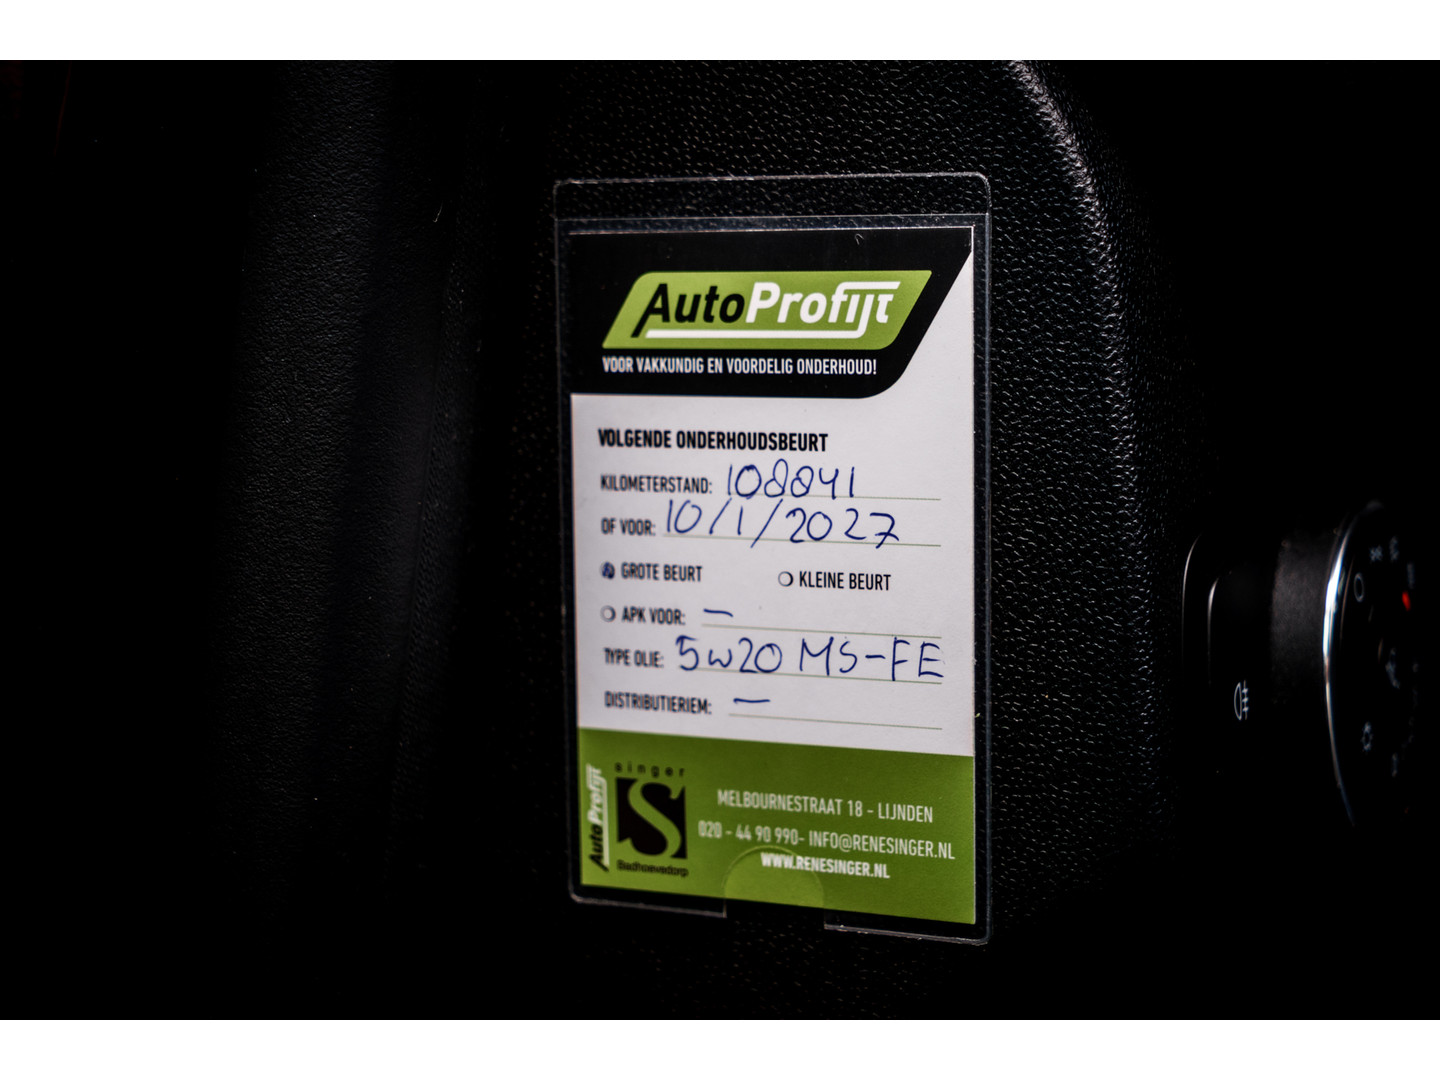 AutoProfijt
VOOR VAKKUNDIG EN VOORDELIG ONDERHOUD!
VOLGENDE ONDERHOUDSBEURT
KILOMETERSTAND: 108841
OF VOOR: 10/1/2027
GROTE BEURT
KLEINE BEURT
APK VOOR: —
TYPE OLIE: 5W20 MS-FE
DISTRIBUTIERIEM: —
AutoProfijt
singer
S
Badhoevedorp
MELBOURNESTRAAT 18 - LIJNDEN
020 - 44 90 990- INFO@RENESINGER.NL
WWW.RENESINGER.NL